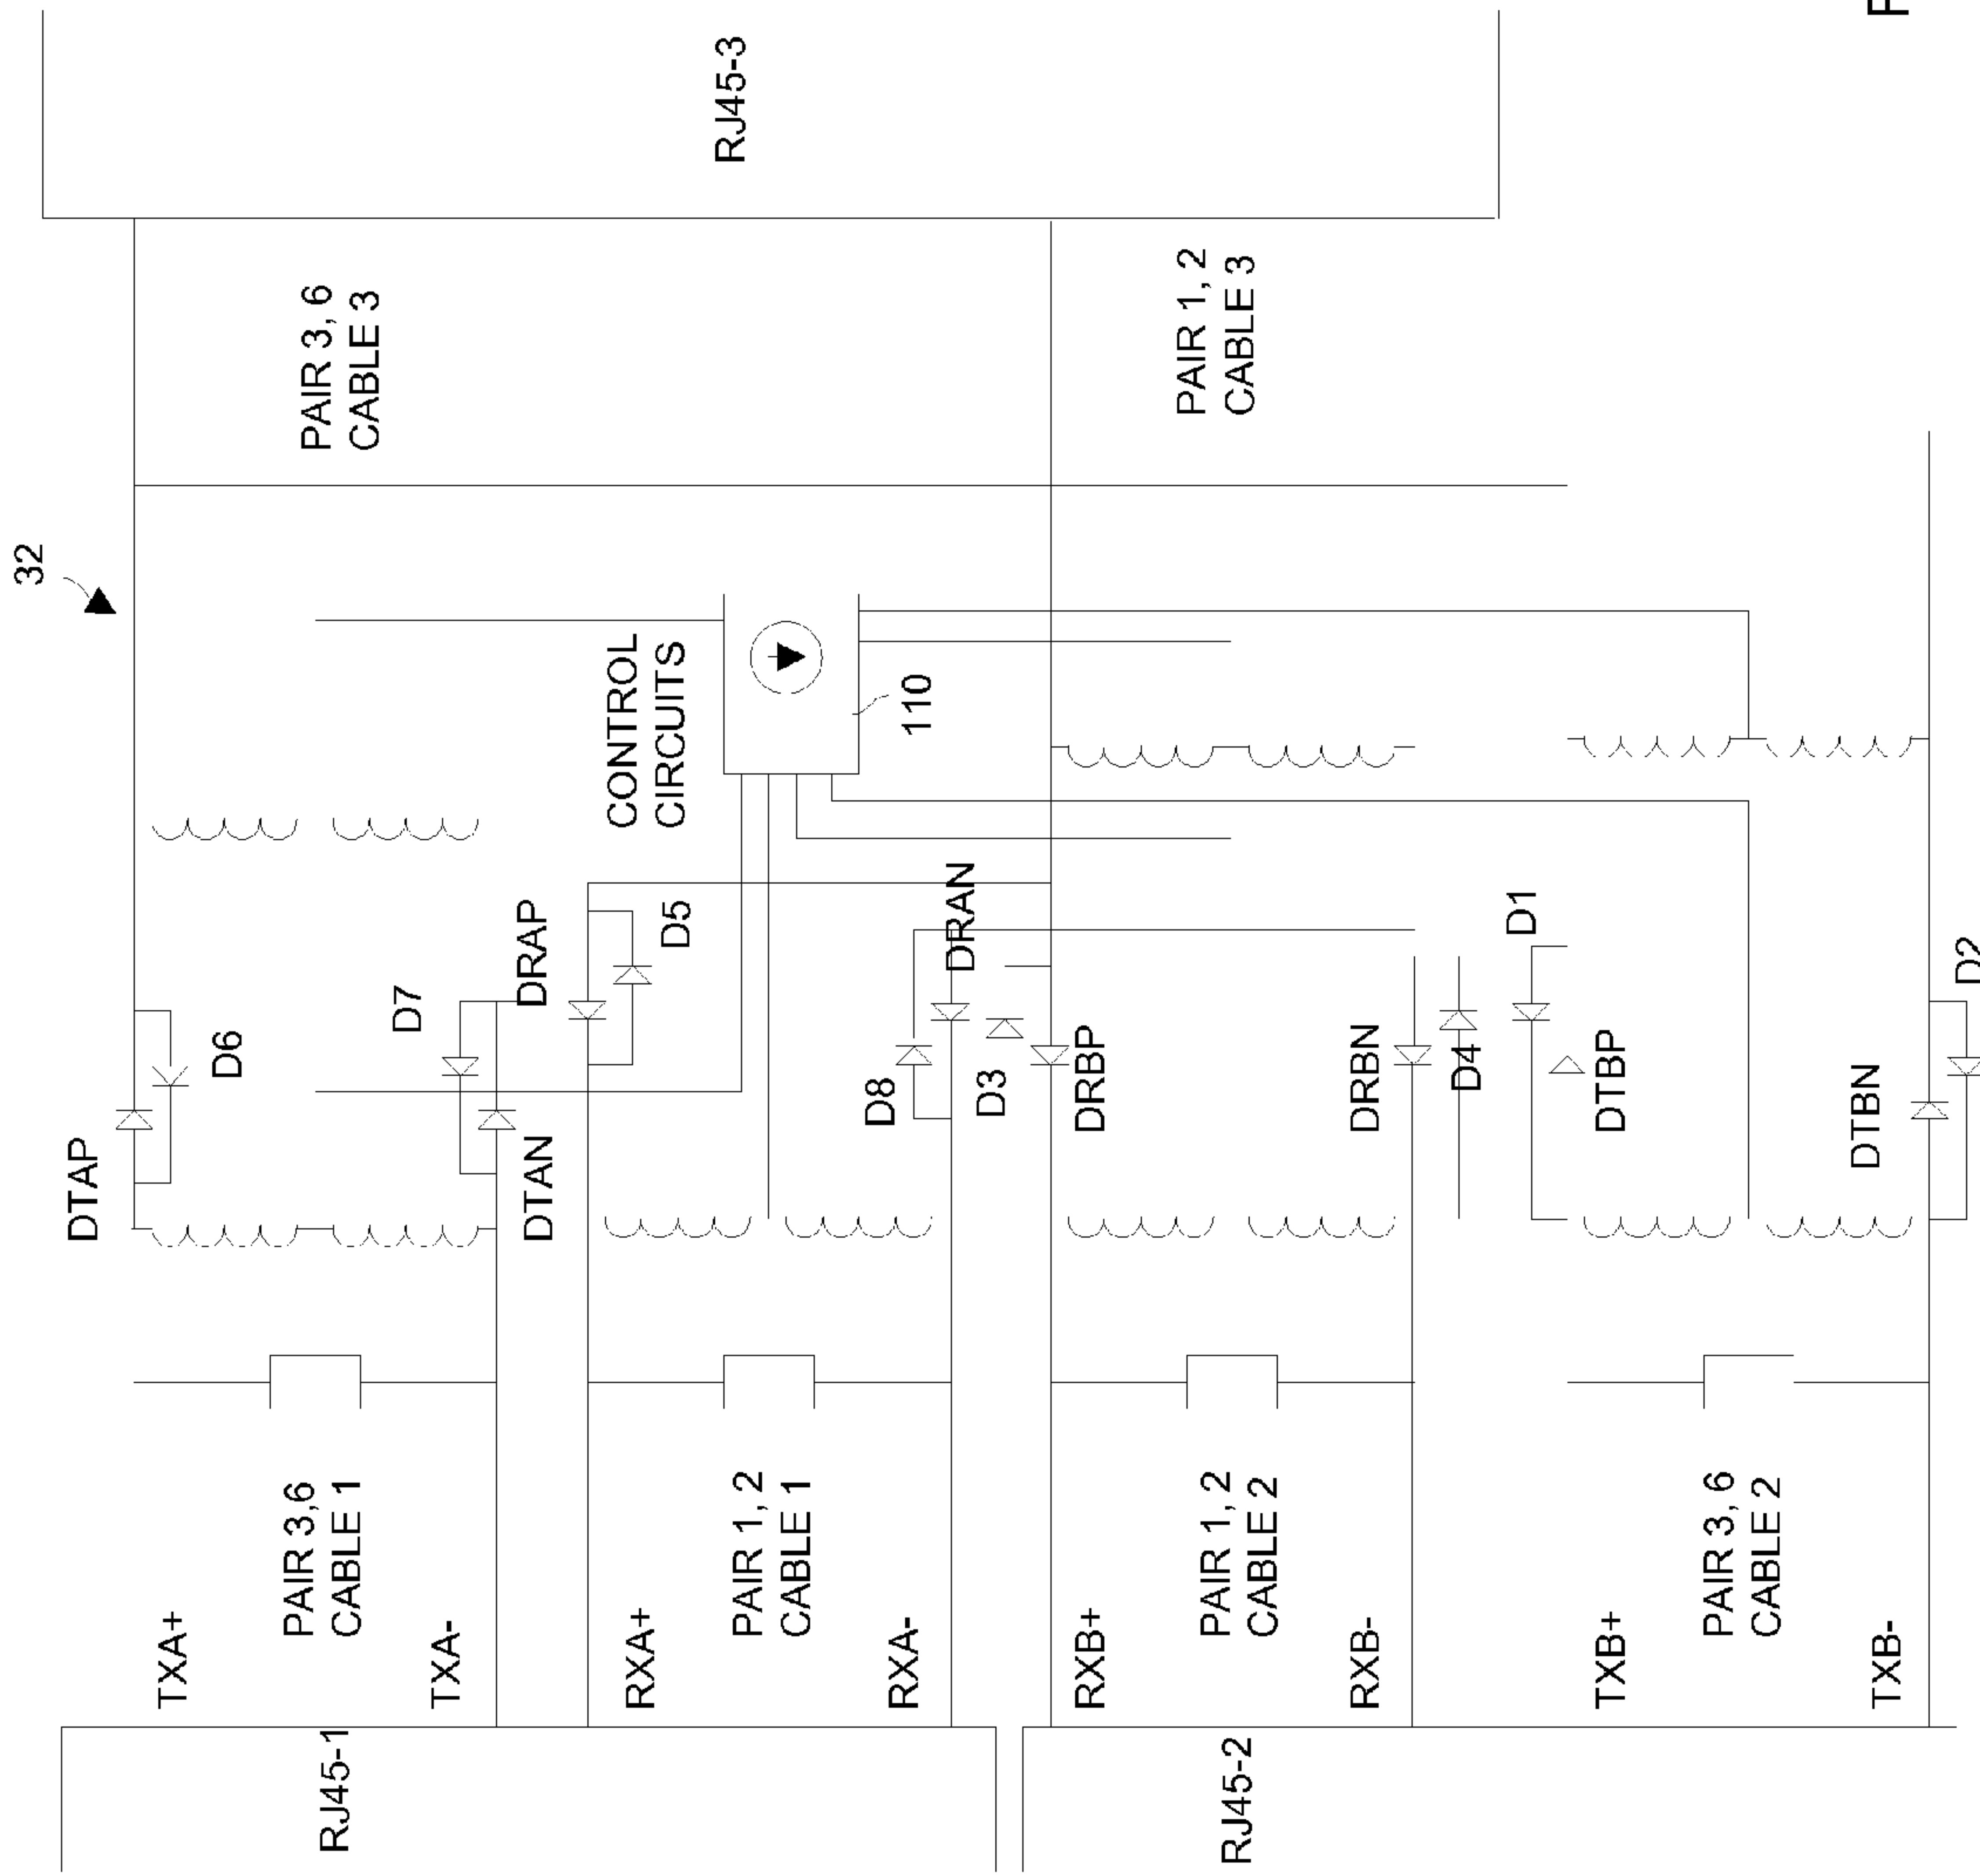 32
RJ45-3
PAIR 3, 6
CABLE 3
PAIR 1, 2
CABLE 3
CONTROL
CIRCUITS
110
DTAP
D6
D7
DTAN
DRAP
D5
D8
DRAN
D3
DRBP
DRBN
D4
D1
DTBP
DTBN
D2
TXA+
PAIR 3,6
CABLE 1
TXA-
RXA+
PAIR 1, 2
CABLE 1
RXA-
RXB+
PAIR 1, 2
CABLE 2
RXB-
TXB+
PAIR 3, 6
CABLE 2
TXB-
RJ45-1
RJ45-2